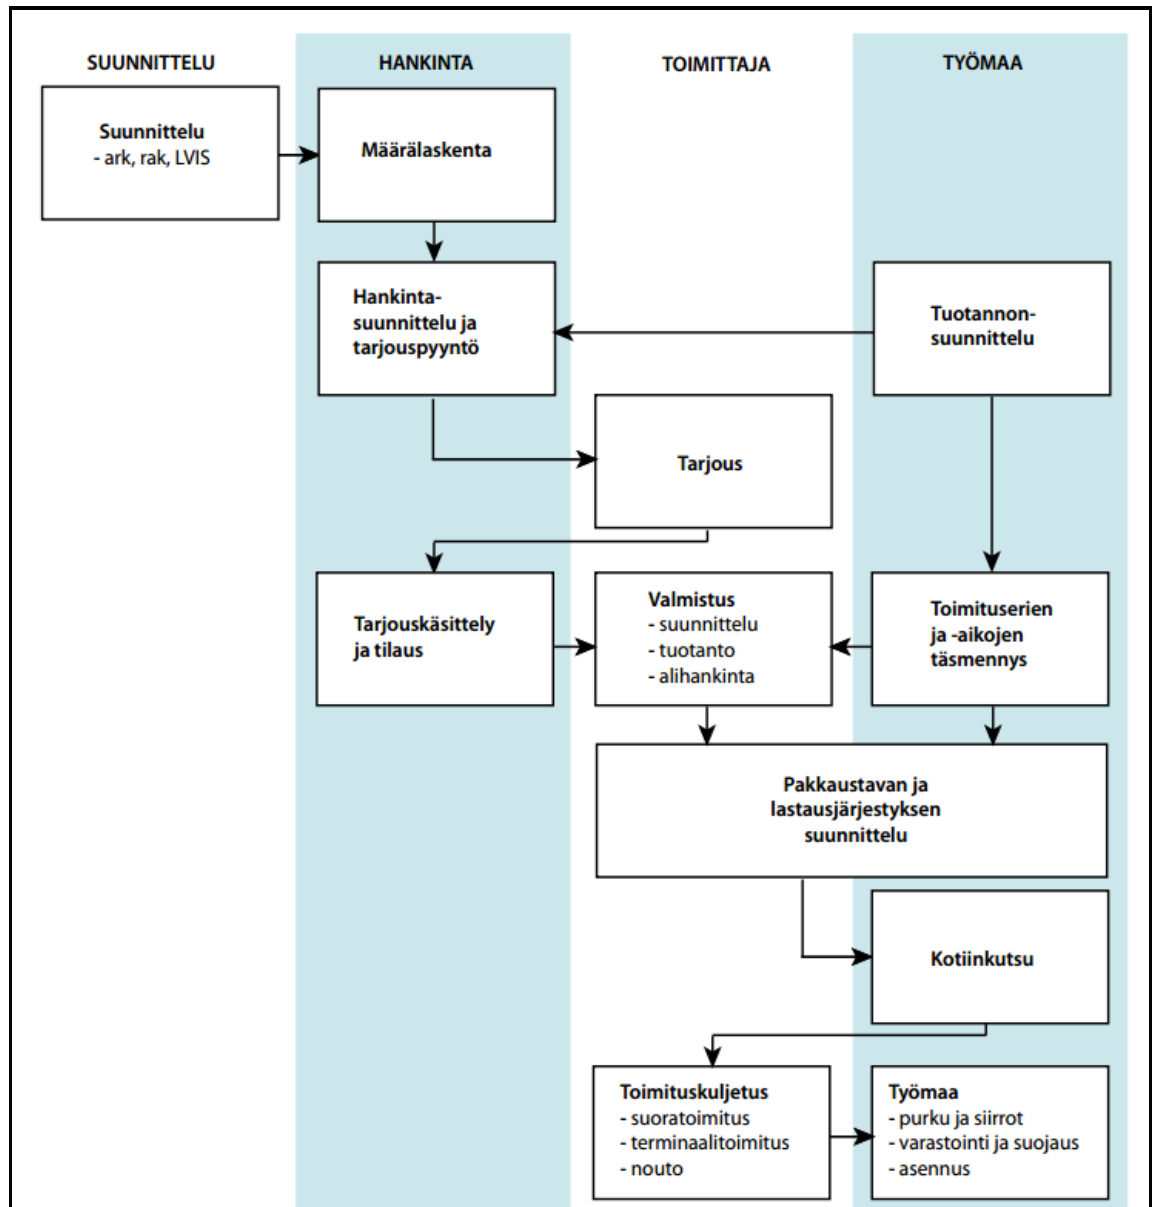 SUUNNITTELU
HANKINTA
TOIMITTAJA
TYÖMAA
Suunnittelu
- ark, rak, LVIS
Määrälaskenta
Hankinta-
suunnittelu ja
tarjouspyyntö
Tuotannon-
suunnittelu
Tarjous
Tarjouskäsittely
ja tilaus
Valmistus
- suunnittelu
- tuotanto
- alihankinta
Toimituserien
ja -aikojen
täsmennys
Pakkaustavan ja
lastausjärjestyksen
suunnittelu
Kotiinkutsu
Toimituskuljetus
- suoratoimitus
- terminaalitoimitus
- nouto
Työmaa
- purku ja siirrot
- varastointi ja suojaus
- asennus